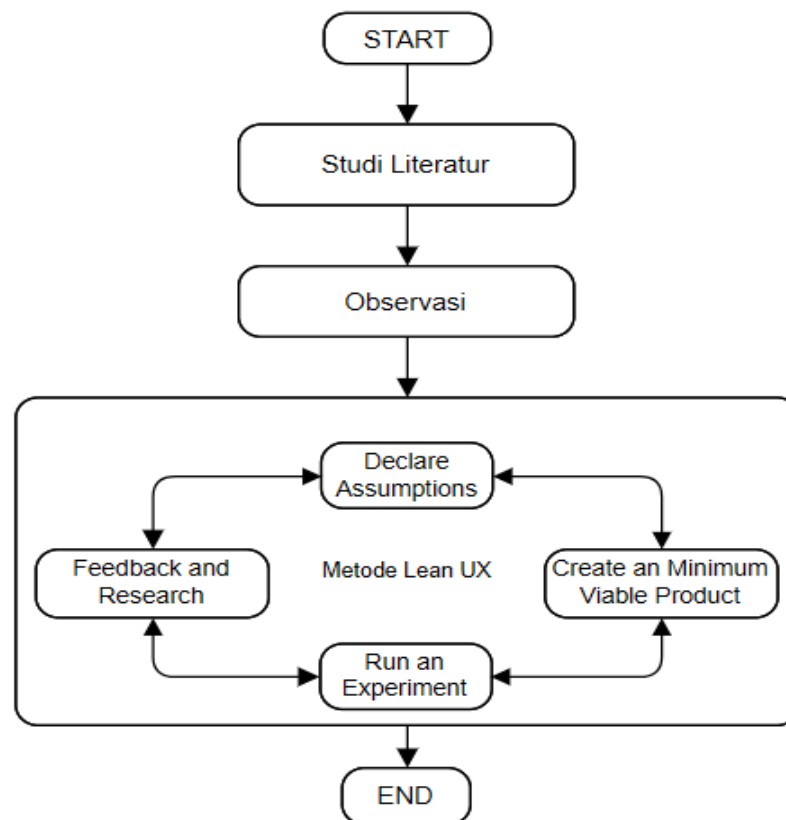 START
Studi Literatur
Observasi
Declare
Assumptions
Feedback and
Research
Metode Lean UX
Create an Minimum
Viable Product
Run an
Experiment
END